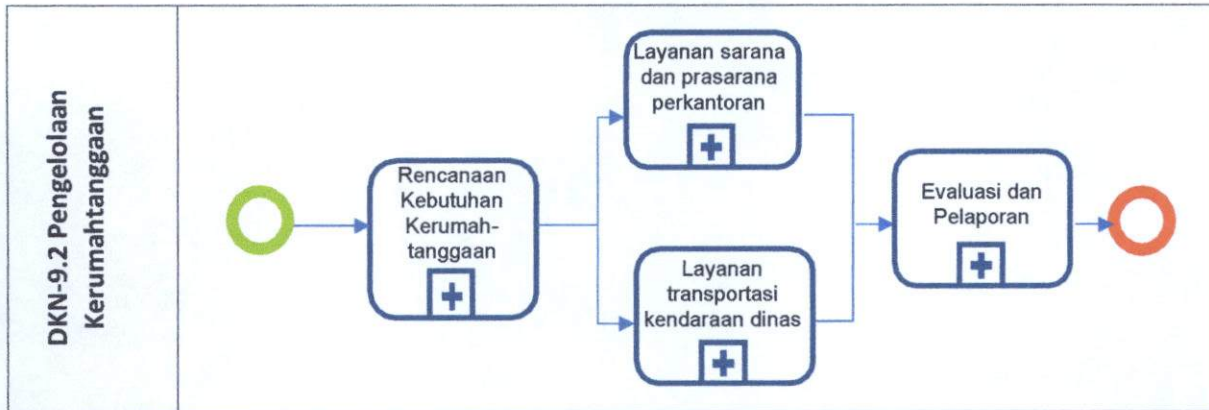 DKN-9.2 Pengelolaan
Kerumahtanggaan
Rencanaan
Kebutuhan
Kerumah-
tanggaan
Layanan sarana
dan prasarana
perkantoran
Layanan
transportasi
kendaraan dinas
Evaluasi dan
Pelaporan